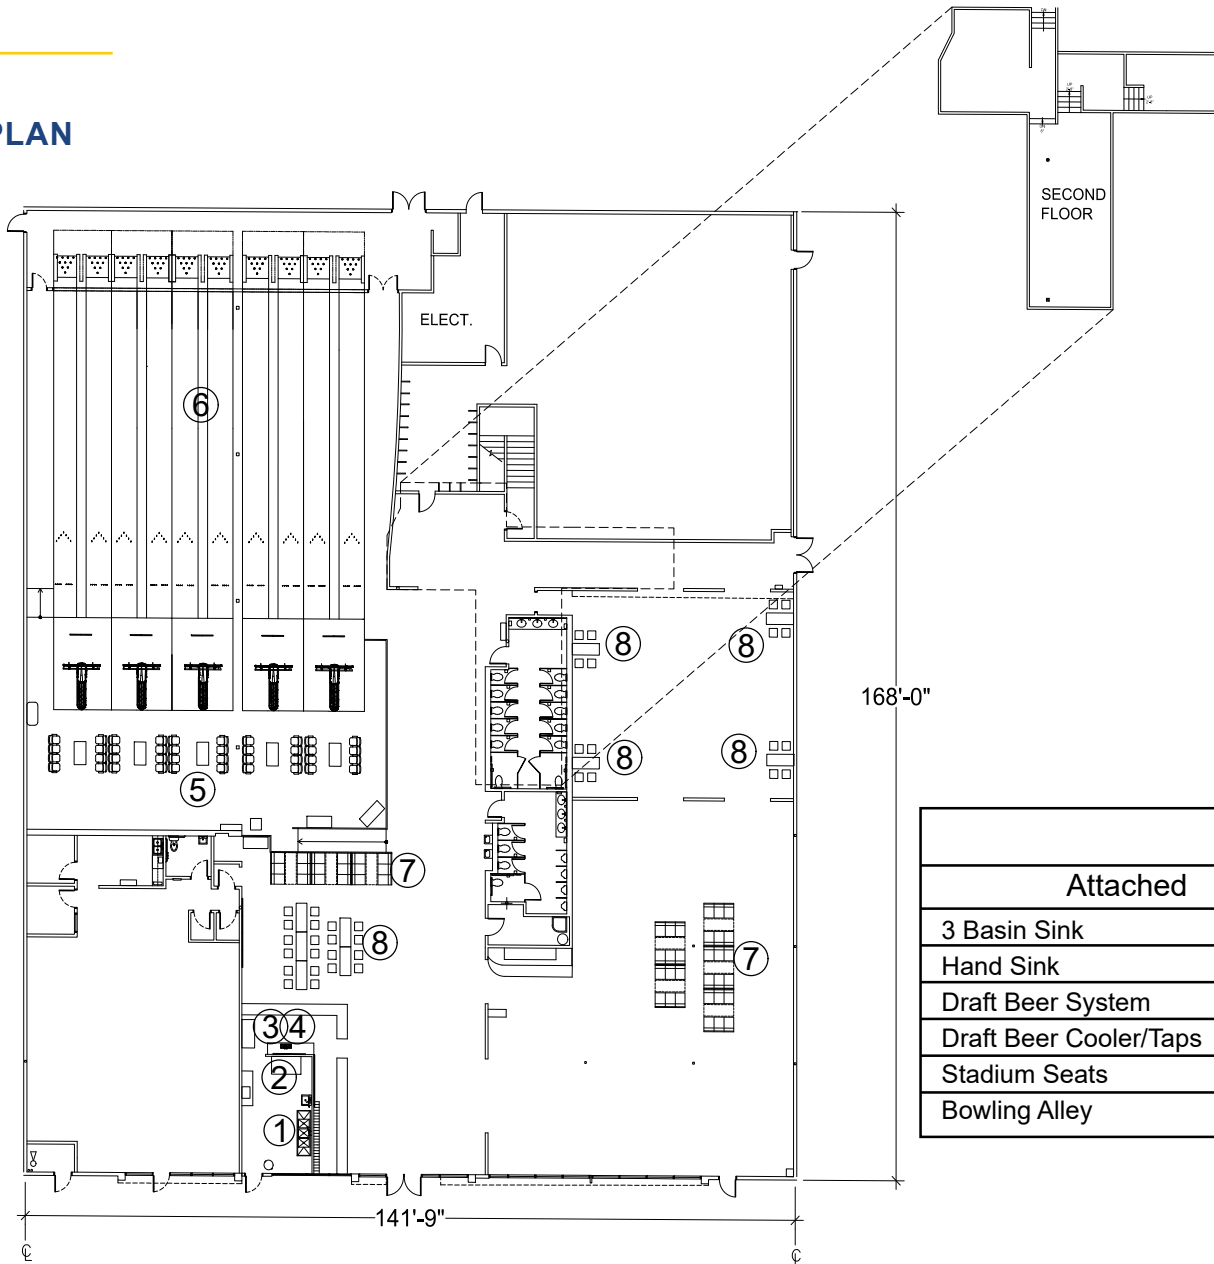 PLAN
SECOND
FLOOR
ELECT.
6
8
8
168'-0"
8
8
5
7
8
7
3
4
2
1
Attached
3 Basin Sink
Hand Sink
Draft Beer System
Draft Beer Cooler/Taps
Stadium Seats
Bowling Alley
141'-9"